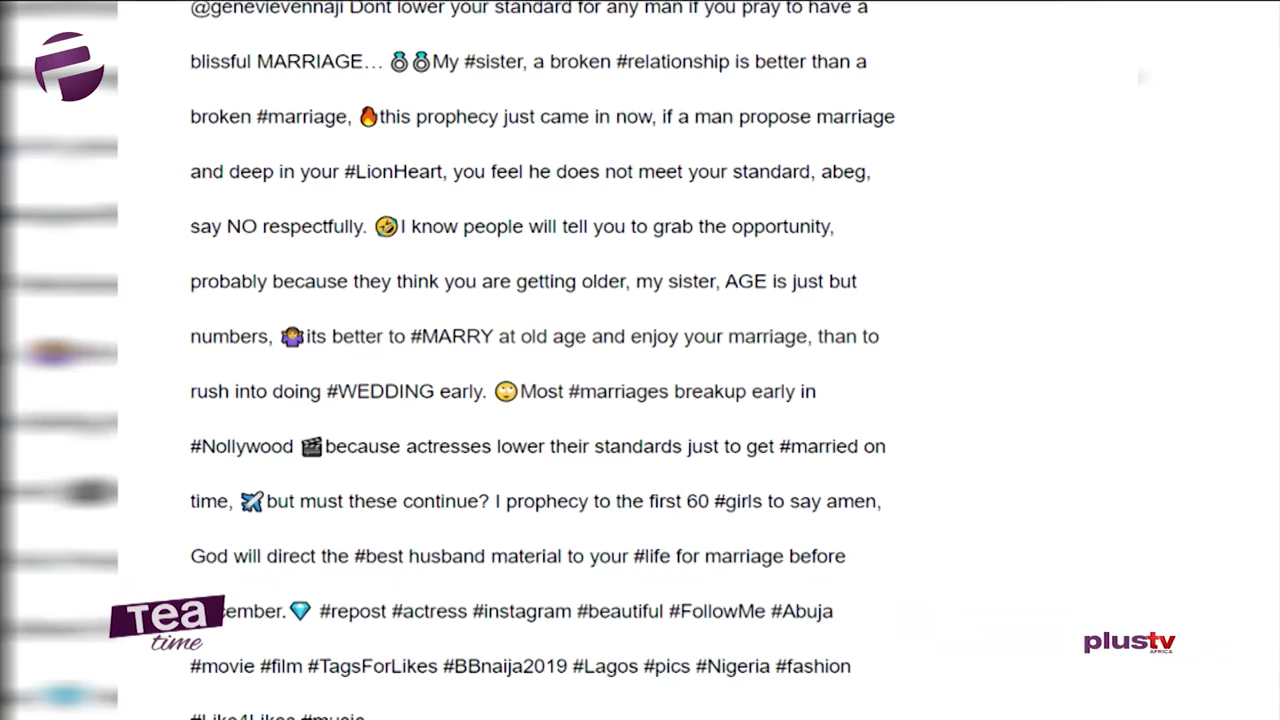 @genevievennaji Dont lower your standard for any man if you pray to have a
blissful MARRIAGE… 💍💍My #sister, a broken #relationship is better than a
broken #marriage, 🔥this prophecy just came in now, if a man propose marriage
and deep in your #LionHeart, you feel he does not meet your standard, abeg,
say NO respectfully. 🤣I know people will tell you to grab the opportunity,
probably because they think you are getting older, my sister, AGE is just but
numbers, 🤷🏽‍♀️its better to #MARRY at old age and enjoy your marriage, than to
rush into doing #WEDDING early. 🙄Most #marriages breakup early in
#Nollywood 🎬because actresses lower their standards just to get #married on
time, ✈️but must these continue? I prophecy to the first 60 #girls to say amen,
God will direct the #best husband material to your #life for marriage before
cember.💎 #repost #actress #instagram #beautiful #FollowMe #Abuja
#movie #film #TagsForLikes #BBnaija2019 #Lagos #pics #Nigeria #fashion
#Like4Likes #music
Tea
time
plustv
AFRICA